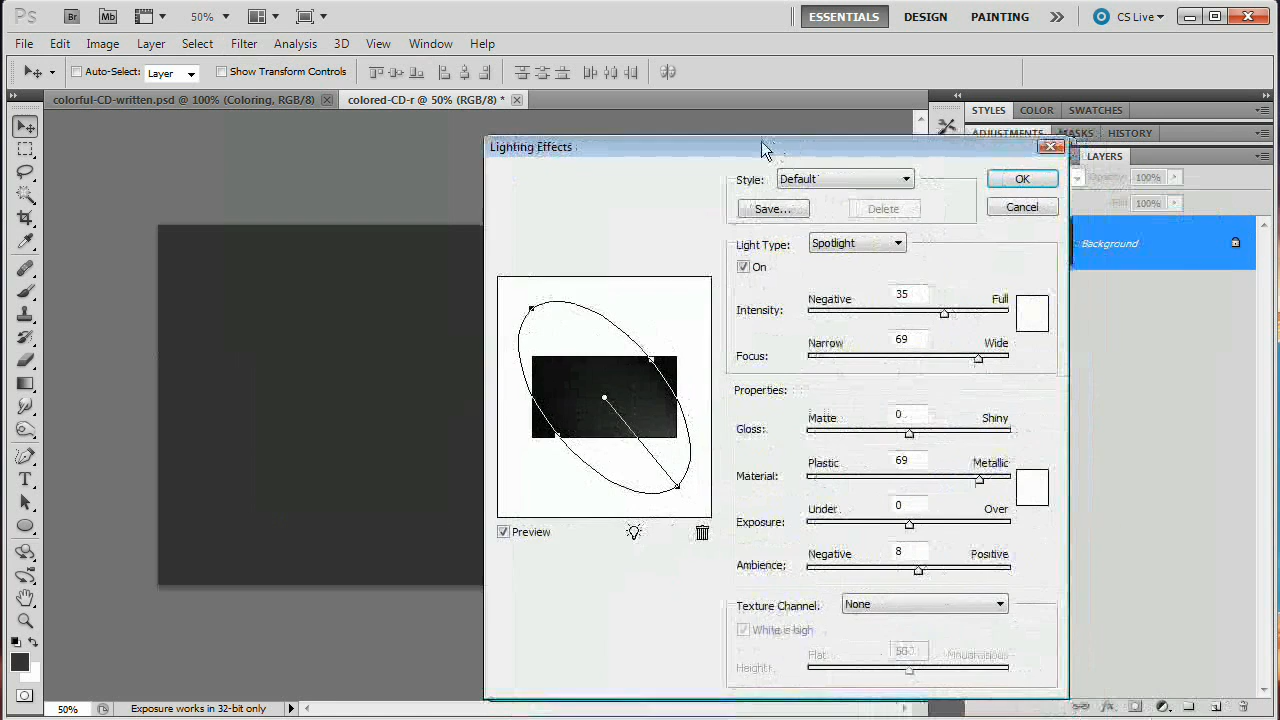 Ps Br Mb 50% ESSENTIALS DESIGN PAINTING CS Live
File Edit Image Layer Select Filter Analysis 3D View Window Help
Auto-Select: Layer Show Transform Controls
colorful-CD-written.psd @ 100% (Coloring, RGB/8) colored-CD-r @ 50% (RGB/8) * STYLES COLOR SWATCHES
ADJUSTMENTS MASKS HISTORY
Lighting Effects
LAYERS
Style: Default OK
Opacity: 100%
Save... Delete Cancel
Fill: 100%
Light Type: Spotlight
Background
On
Negative 35 Full
Intensity:
Narrow 69 Wide
Focus:
Properties:
Matte 0 Shiny
Gloss:
Plastic 69 Metallic
Material:
Under 0 Over
Exposure:
Preview
Negative 8 Positive
Ambience:
Texture Channel: None
White is high
Flat 50 Mountainous
Height:
50% Exposure works in 32-bit only